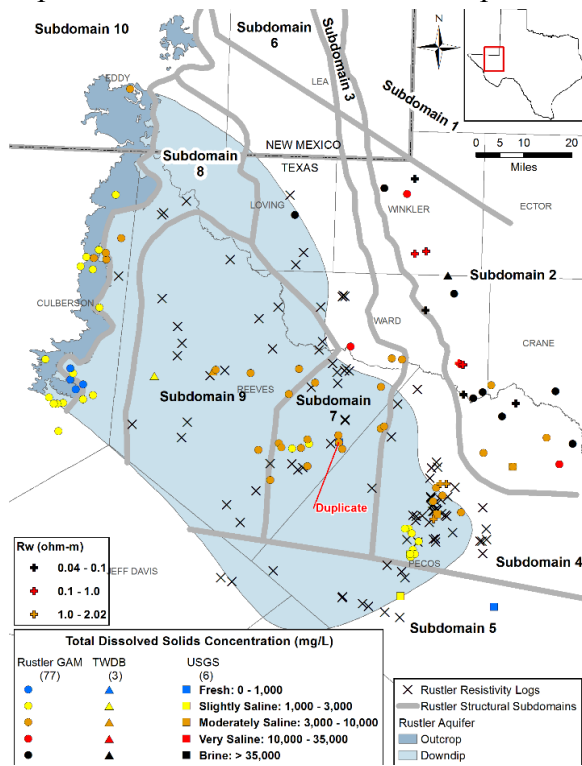 Subdomain 10
Subdomain 6
Subdomain 3
Subdomain 1
N
EDDY
LEA
NEW MEXICO
TEXAS
0 5 10 20
Miles
Subdomain 8
LOVING
WINKLER
ECTOR
Subdomain 2
CULBERSON
WARD
CRANE
REEVES
Subdomain 9
Subdomain 7
Duplicate
Rw (ohm-m)
0.04 - 0.1
0.1 - 1.0
1.0 - 2.02
JEFF DAVIS
PECOS
Subdomain 4
Subdomain 5
Total Dissolved Solids Concentration (mg/L)
Rustler GAM TWDB USGS
(77) (3) (6)
Fresh: 0 - 1,000
Slightly Saline: 1,000 - 3,000
Moderately Saline: 3,000 - 10,000
Very Saline: 10,000 - 35,000
Brine: > 35,000
Rustler Resistivity Logs
Rustler Structural Subdomains
Rustler Aquifer
Outcrop
Downdip